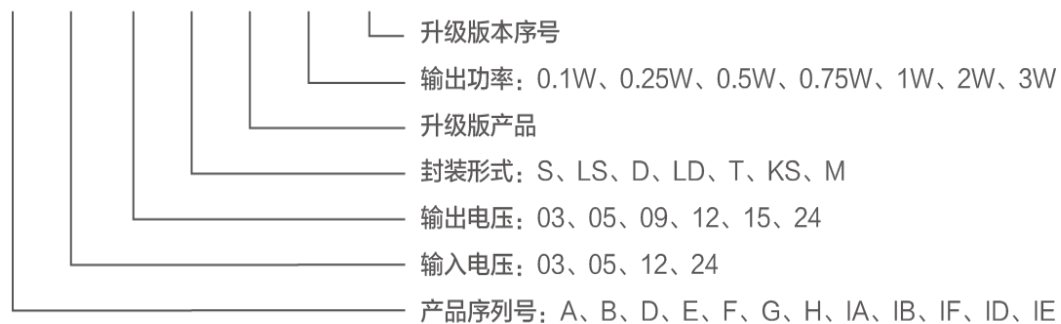 升级版本序号
输出功率：0.1W、0.25W、0.5W、0.75W、1W、2W、3W
升级版产品
封装形式：S、LS、D、LD、T、KS、M
输出电压：03、05、09、12、15、24
输入电压：03、05、12、24
产品序列号：A、B、D、E、F、G、H、IA、IB、IF、ID、IE